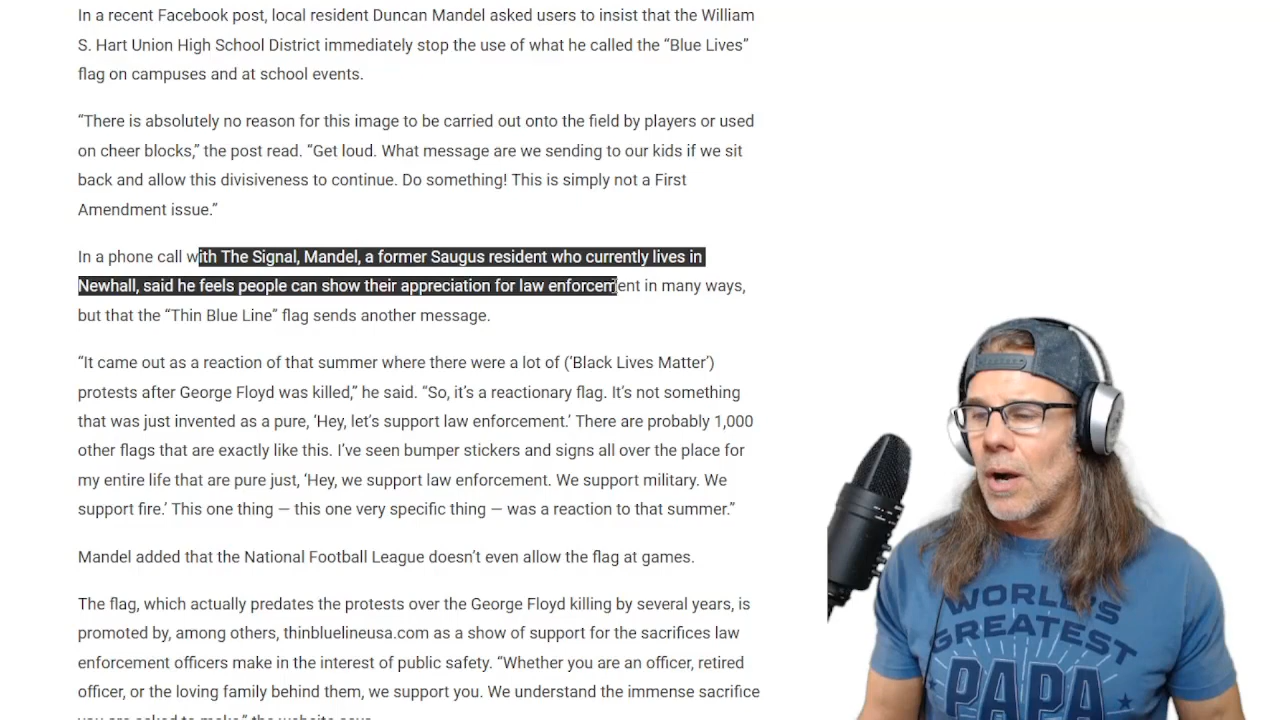 In a recent Facebook post, local resident Duncan Mandel asked users to insist that the William
S. Hart Union High School District immediately stop the use of what he called the “Blue Lives”
flag on campuses and at school events.
“There is absolutely no reason for this image to be carried out onto the field by players or used
on cheer blocks,” the post read. “Get loud. What message are we sending to our kids if we sit
back and allow this divisiveness to continue. Do something! This is simply not a First
Amendment issue.”
In a phone call with The Signal, Mandel, a former Saugus resident who currently lives in
Newhall, said he feels people can show their appreciation for law enforcement in many ways,
but that the “Thin Blue Line” flag sends another message.
“It came out as a reaction of that summer where there were a lot of (‘Black Lives Matter’)
protests after George Floyd was killed,” he said. “So, it’s a reactionary flag. It’s not something
that was just invented as a pure, ‘Hey, let’s support law enforcement.’ There are probably 1,000
other flags that are exactly like this. I’ve seen bumper stickers and signs all over the place for
my entire life that are pure just, ‘Hey, we support law enforcement. We support military. We
support fire.’ This one thing — this one very specific thing — was a reaction to that summer.”
Mandel added that the National Football League doesn’t even allow the flag at games.
The flag, which actually predates the protests over the George Floyd killing by several years, is
promoted by, among others, thinbluelineusa.com as a show of support for the sacrifices law
enforcement officers make in the interest of public safety. “Whether you are an officer, retired
officer, or the loving family behind them, we support you. We understand the immense sacrifice
you are asked to make,” the website says.
WORLD'S
GREATEST
PAPA